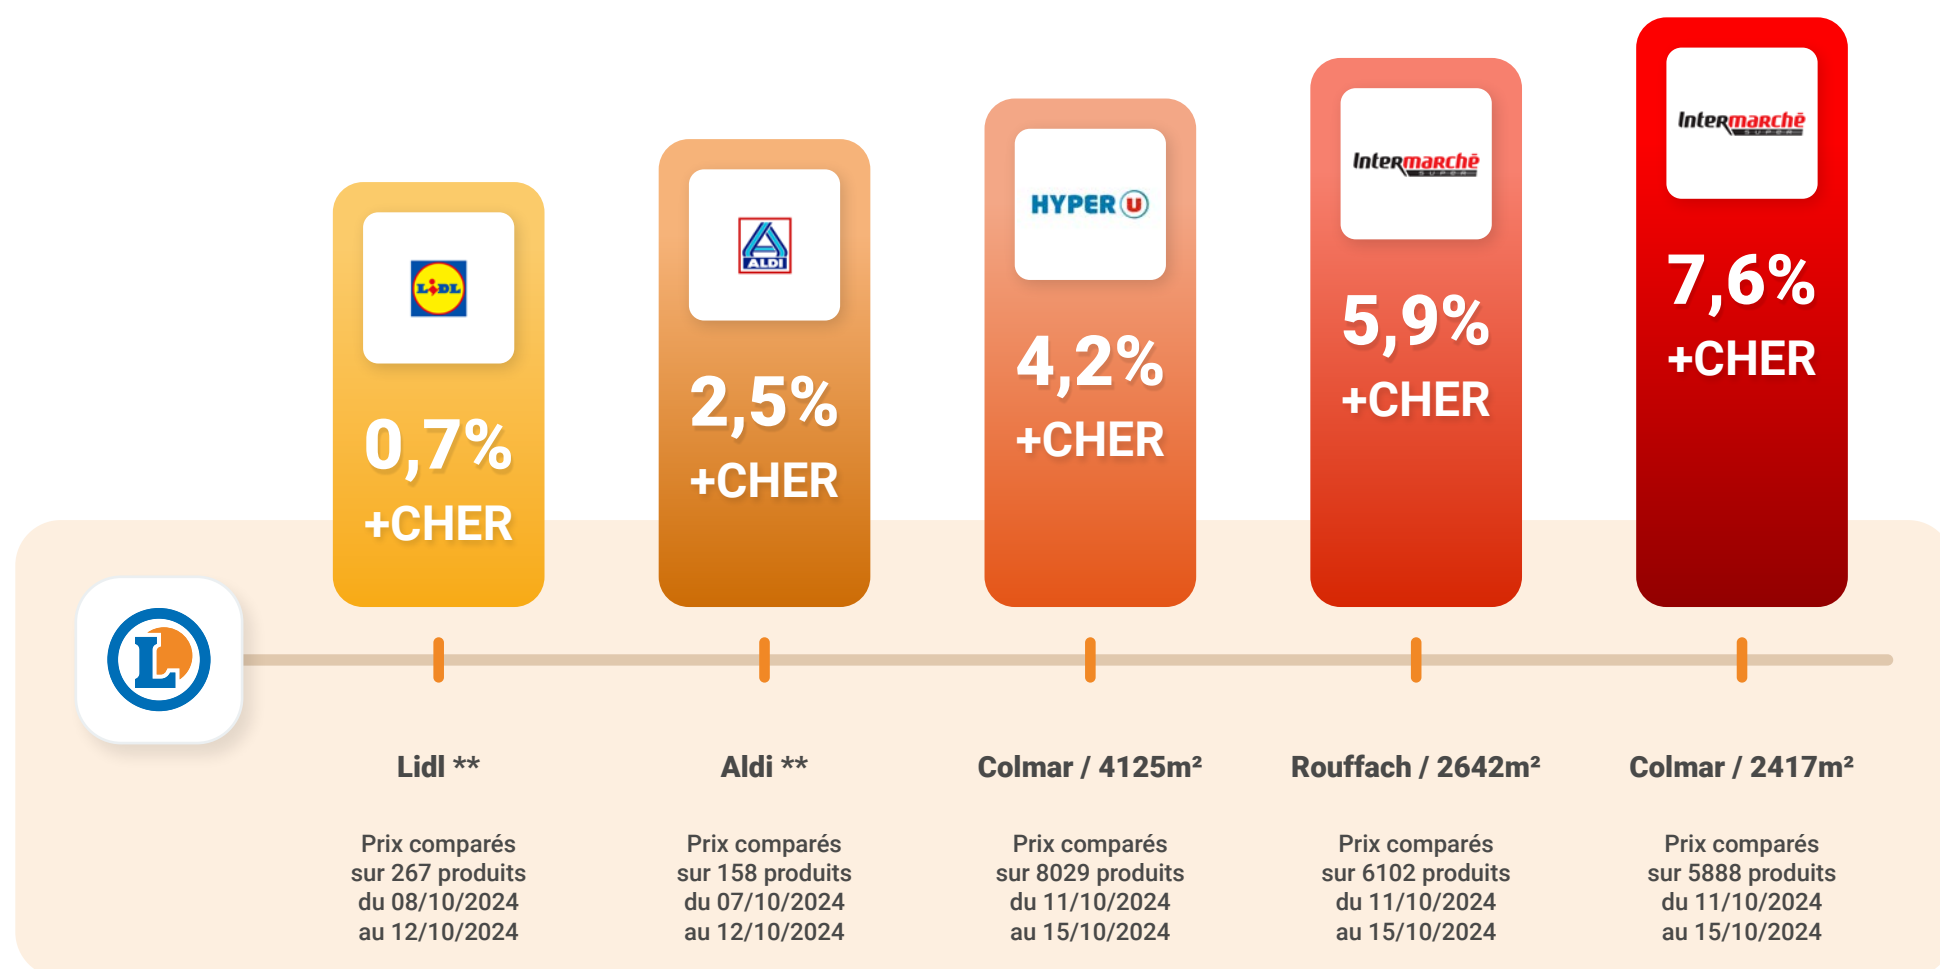 LIDL
0,7%
+CHER
ALDI
2,5%
+CHER
HYPER U
4,2%
+CHER
Intermarché
SUPER
5,9%
+CHER
Intermarché
SUPER
7,6%
+CHER
L
Lidl **
Prix comparés
sur 267 produits
du 08/10/2024
au 12/10/2024
Aldi **
Prix comparés
sur 158 produits
du 07/10/2024
au 12/10/2024
Colmar / 4125m²
Prix comparés
sur 8029 produits
du 11/10/2024
au 15/10/2024
Rouffach / 2642m²
Prix comparés
sur 6102 produits
du 11/10/2024
au 15/10/2024
Colmar / 2417m²
Prix comparés
sur 5888 produits
du 11/10/2024
au 15/10/2024